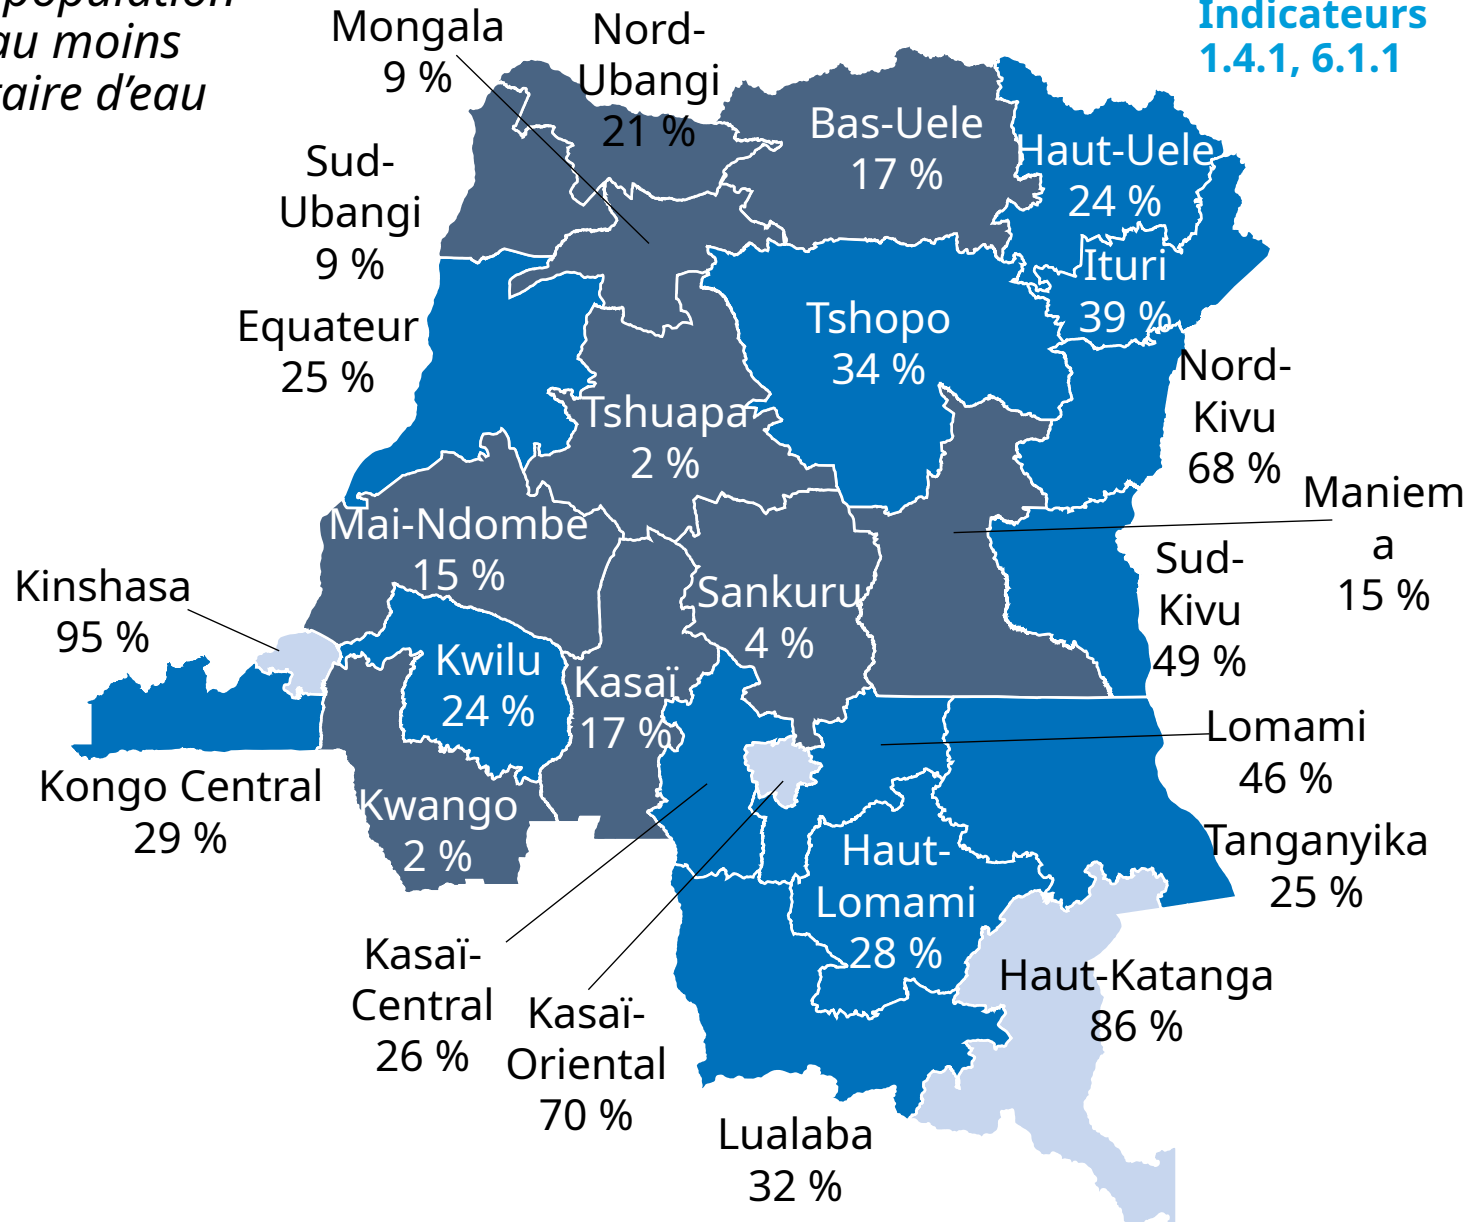 population
au moins
aire d'eau
Indicateurs
1.4.1, 6.1.1
Mongala
9 %
Nord-
Ubangi
21 %
Bas-Uele
17 %
Haut-Uele
24 %
Sud-
Ubangi
9 %
Ituri
39 %
Equateur
25 %
Tshopo
34 %
Nord-
Kivu
68 %
Tshuapa
2 %
Maniem
a
15 %
Mai-Ndombe
15 %
Sud-
Kivu
49 %
Kinshasa
95 %
Sankuru
4 %
Kwilu
24 %
Kasaï
17 %
Lomami
46 %
Kongo Central
29 %
Kwango
2 %
Tanganyika
25 %
Haut-
Lomami
28 %
Kasaï-
Central
26 %
Kasaï-
Oriental
70 %
Haut-Katanga
86 %
Lualaba
32 %